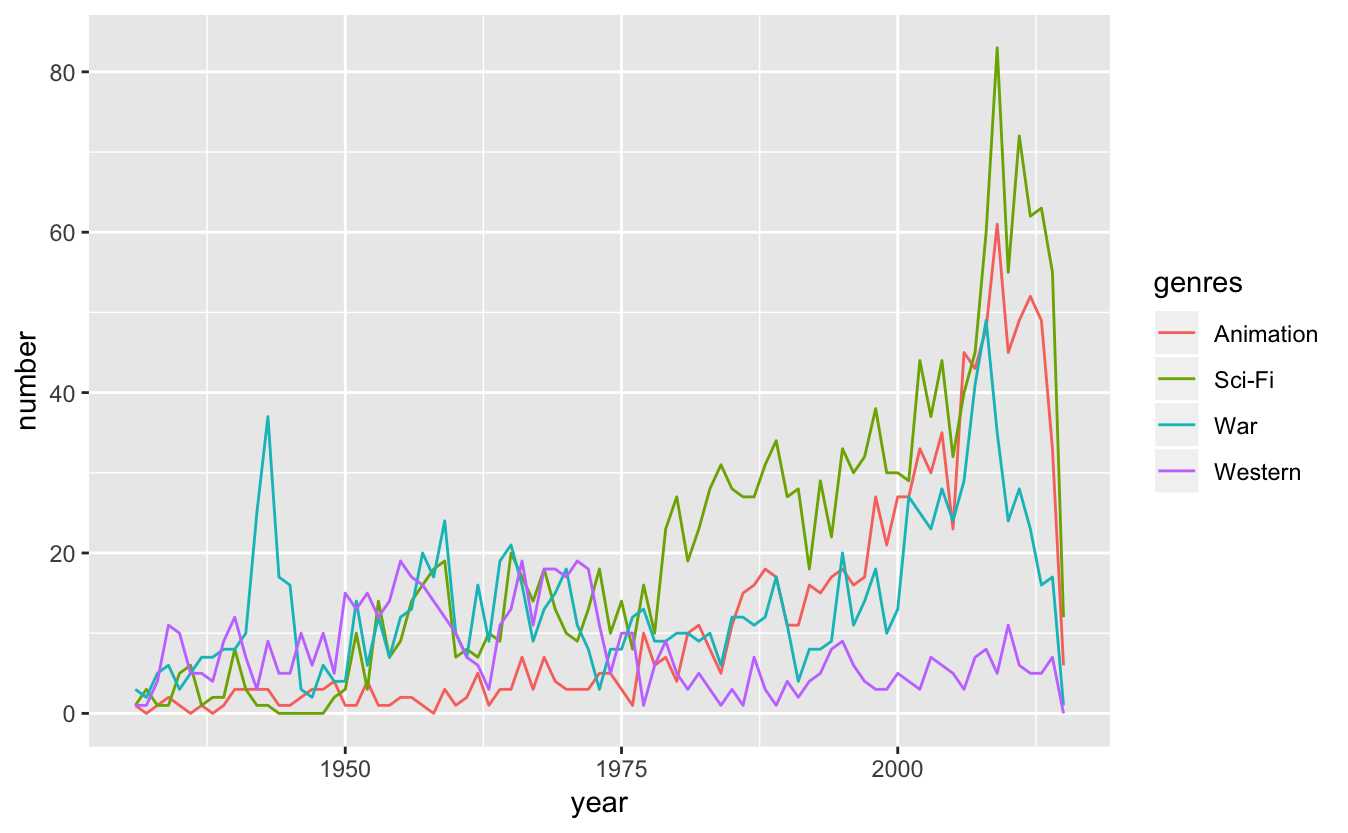 80
60
40
20
0
number
1950
1975
2000
year
genres
Animation
Sci-Fi
War
Western